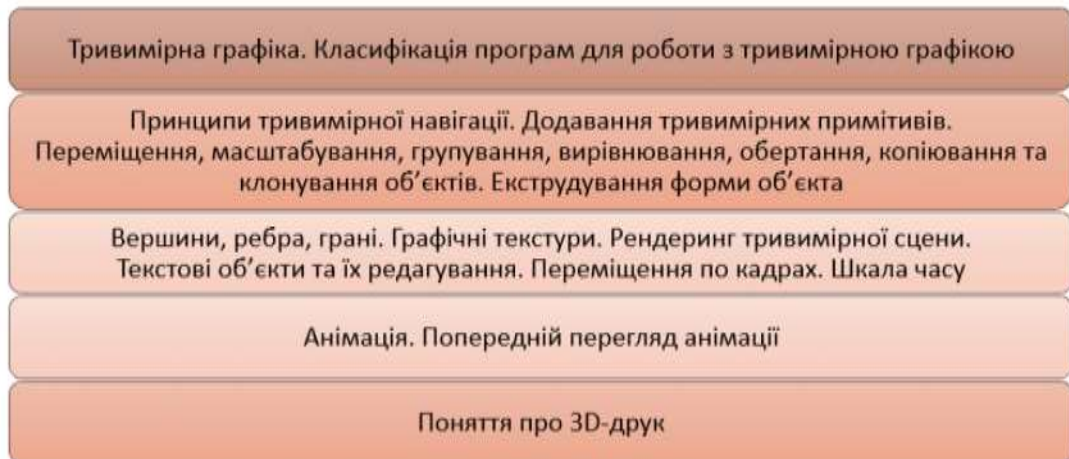 Тривимірна графіка. Класифікація програм для роботи з тривимірною графікою
Принципи тривимірної навігації. Додавання тривимірних примітивів.
Переміщення, масштабування, групування, вирівнювання, обертання, копіювання та
клонування об’єктів. Екструдування форми об’єкта
Вершини, ребра, грані. Графічні текстури. Рендеринг тривимірної сцени.
Текстові об’єкти та їх редагування. Переміщення по кадрах. Шкала часу
Анімація. Попередній перегляд анімації
Поняття про 3D-друк